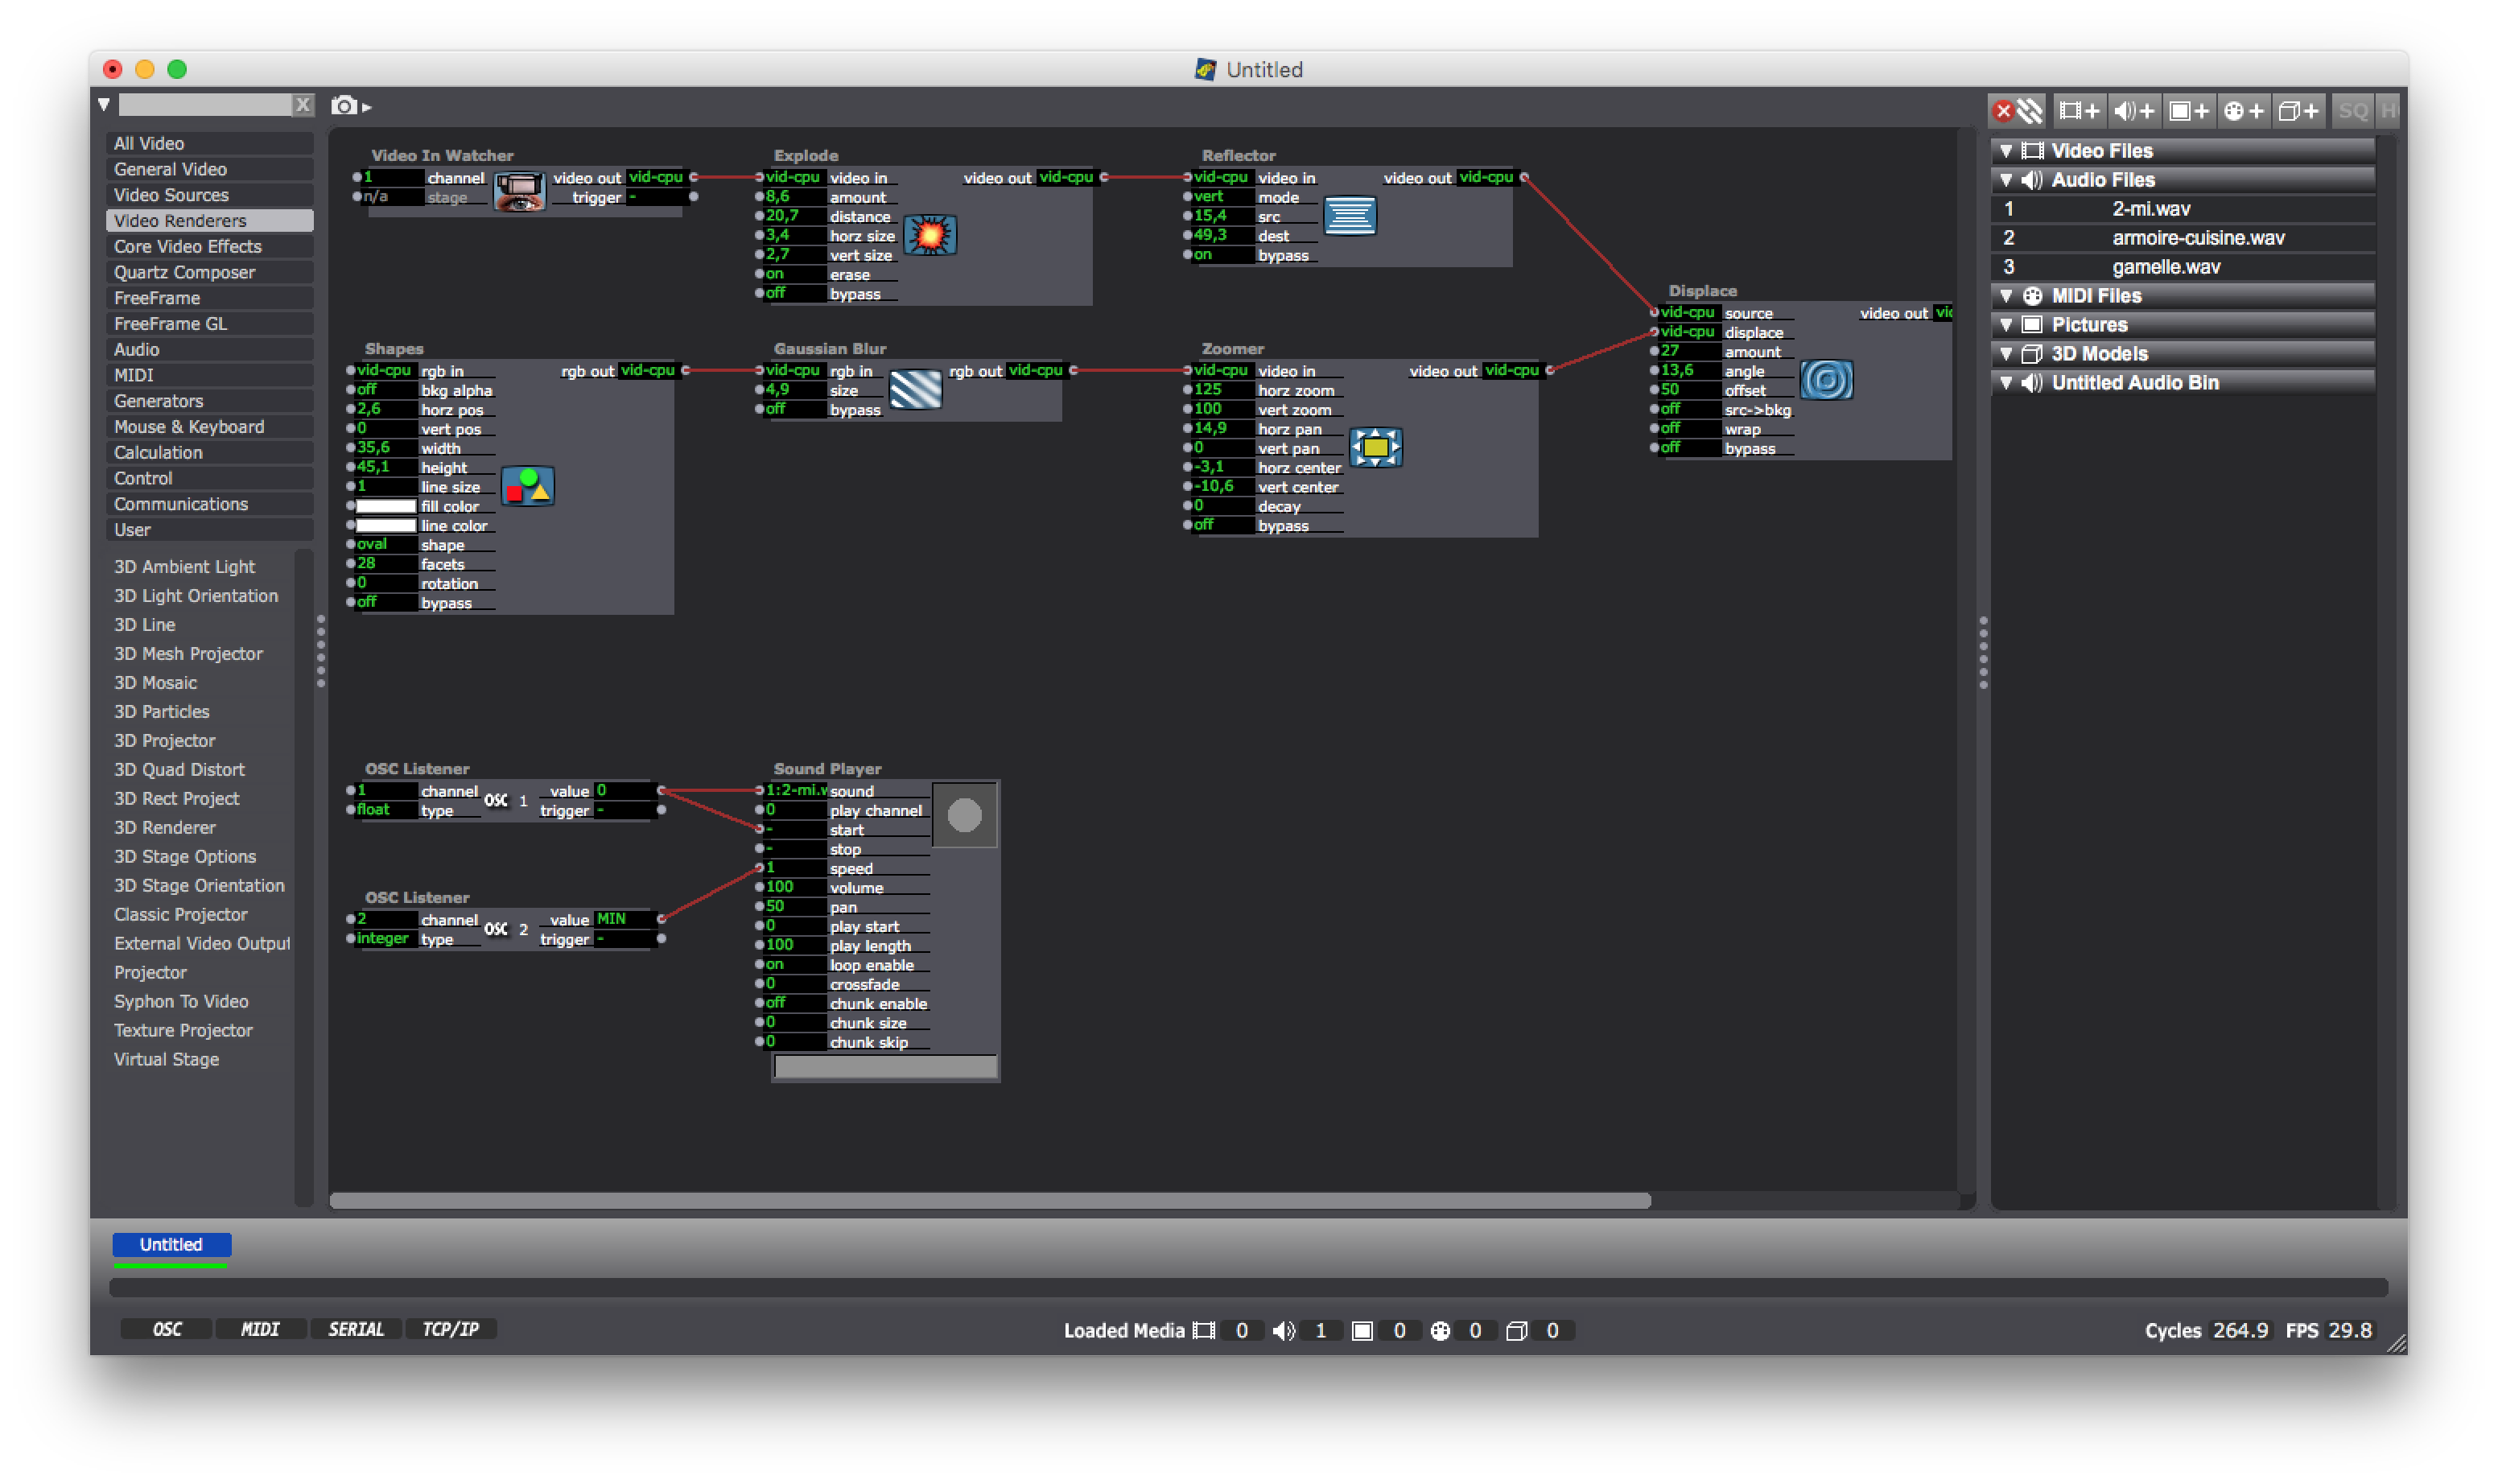 Untitled
X
SQ
All Video
General Video
Video Sources
Video Renderers
Core Video Effects
Quartz Composer
FreeFrame
FreeFrame GL
Audio
MIDI
Generators
Mouse & Keyboard
Calculation
Control
Communications
User
3D Ambient Light
3D Light Orientation
3D Line
3D Mesh Projector
3D Mosaic
3D Particles
3D Projector
3D Quad Distort
3D Rect Project
3D Renderer
3D Stage Options
3D Stage Orientation
Classic Projector
External Video Output
Projector
Syphon To Video
Texture Projector
Virtual Stage
Video In Watcher
1 channel video out vid-cpu
n/a stage trigger -
Explode
vid-cpu video in video out vid-cpu
8,6 amount
20,7 distance
3,4 horz size
2,7 vert size
on erase
off bypass
Reflector
vid-cpu video in video out vid-cpu
vert mode
15,4 src
49,3 dest
on bypass
Displace
vid-cpu source video out vid
vid-cpu displace
27 amount
13,6 angle
50 offset
off src->bkg
off wrap
off bypass
Shapes
vid-cpu rgb in rgb out vid-cpu
off bkg alpha
2,6 horz pos
0 vert pos
35,6 width
45,1 height
1 line size
fill color
line color
oval shape
28 facets
0 rotation
off bypass
Gaussian Blur
vid-cpu rgb in rgb out vid-cpu
4,9 size
off bypass
Zoomer
vid-cpu video in video out vid-cpu
125 horz zoom
100 vert zoom
14,9 horz pan
0 vert pan
-3,1 horz center
-10,6 vert center
0 decay
off bypass
OSC Listener
1 channel OSC 1 value 0
float type trigger -
OSC Listener
2 channel OSC 2 value MIN
integer type trigger -
Sound Player
1:2-mi.w sound
0 play channel
- start
- stop
1 speed
100 volume
50 pan
0 play start
100 play length
on loop enable
0 crossfade
off chunk enable
0 chunk size
0 chunk skip
Video Files
Audio Files
1 2-mi.wav
2 armoire-cuisine.wav
3 gamelle.wav
MIDI Files
Pictures
3D Models
Untitled Audio Bin
Untitled
OSC MIDI SERIAL TCP/IP
Loaded Media 0 1 0 0 0
Cycles 264.9 FPS 29.8